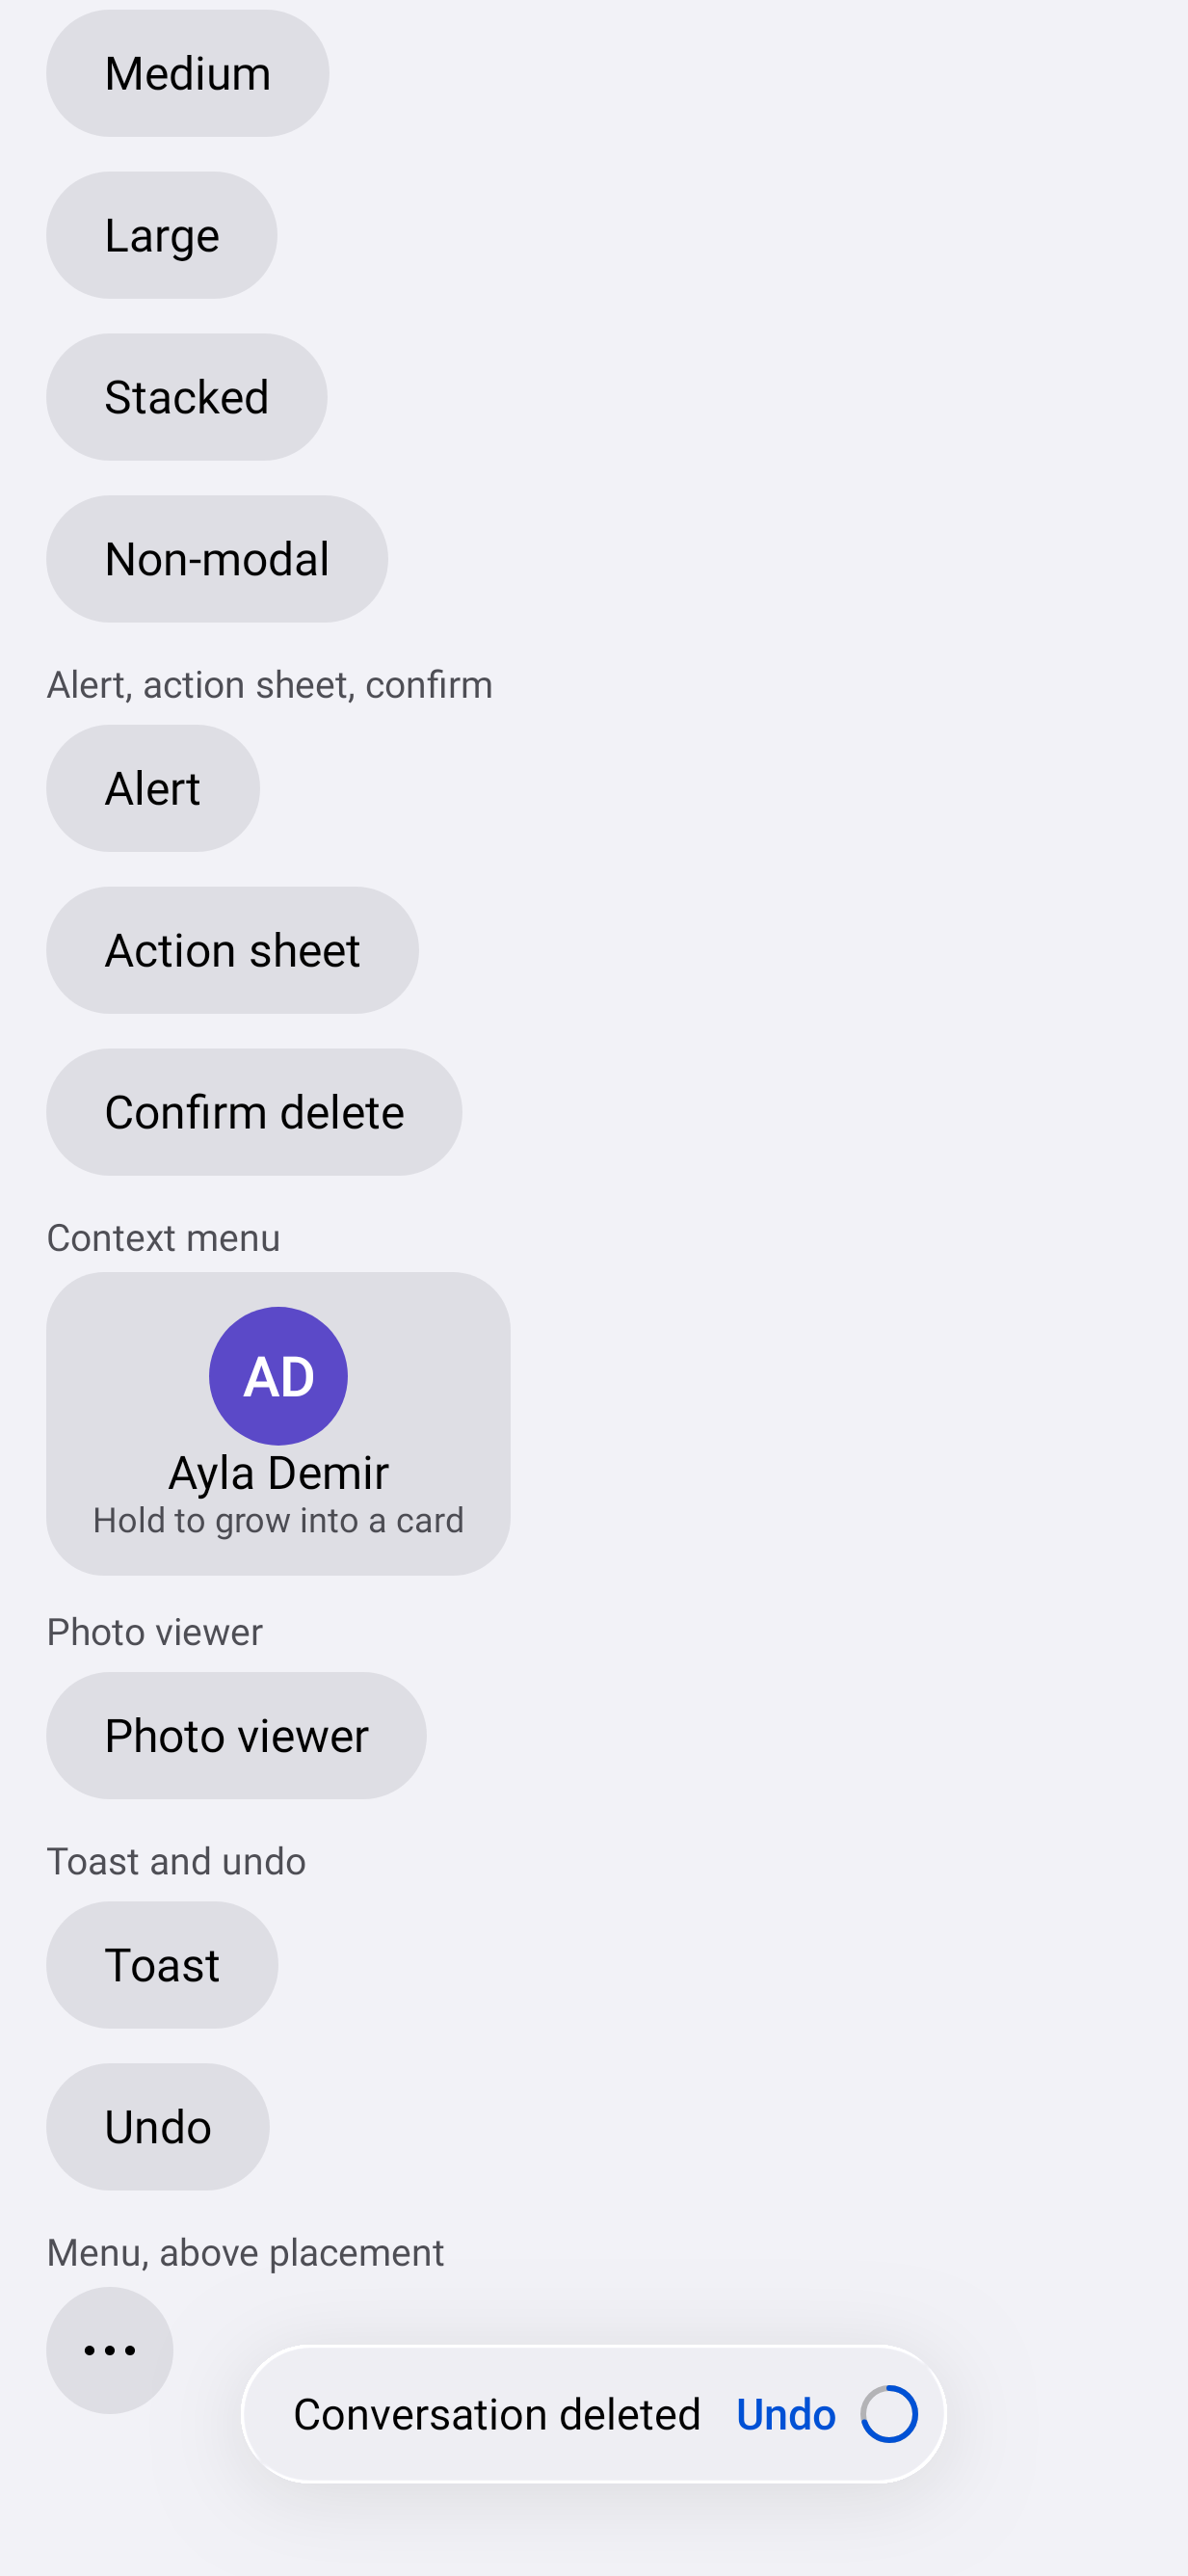 Medium
Large
Stacked
Non-modal
Alert, action sheet, confirm
Alert
Action sheet
Confirm delete
Context menu
AD
Ayla Demir
Hold to grow into a card
Photo viewer
Photo viewer
Toast and undo
Toast
Undo
Menu, above placement
Conversation deleted Undo